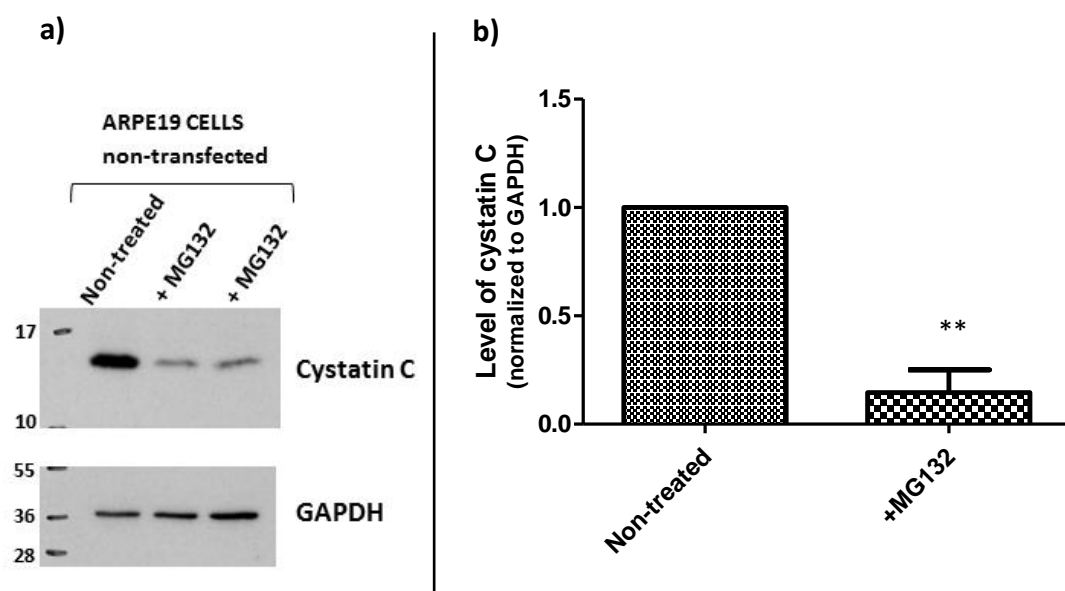 a)
ARPE19 CELLS
non-transfected
Non-treated
+ MG132
+ MG132
17
10
Cystatin C
55
36
28
GAPDH
b)
Level of cystatin C
(normalized to GAPDH)
1.5
1.0
0.5
0.0
**
Non-treated
+MG132